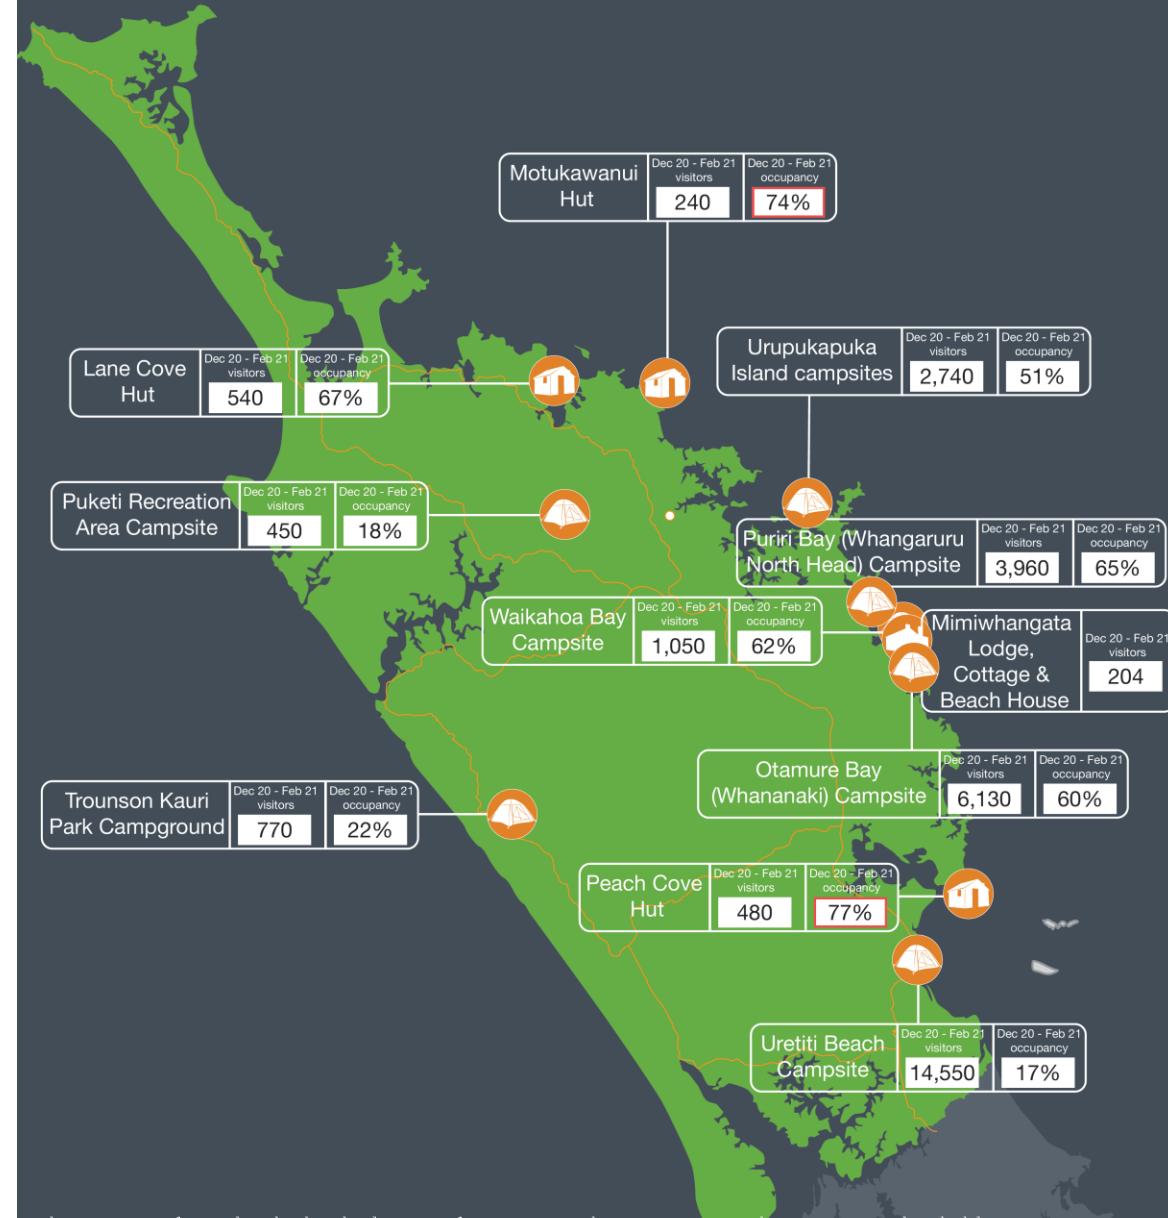 Motukawanui
Hut
Dec 20 - Feb 21
visitors
240
Dec 20 - Feb 21
occupancy
74%
Urupukapuka
Island campsites
Dec 20 - Feb 21
visitors
2,740
Dec 20 - Feb 21
occupancy
51%
Lane Cove
Hut
Dec 20 - Feb 21
visitors
540
Dec 20 - Feb 21
occupancy
67%
Puketi Recreation
Area Campsite
Dec 20 - Feb 21
visitors
450
Dec 20 - Feb 21
occupancy
18%
Puriri Bay (Whangaruru
North Head) Campsite
Dec 20 - Feb 21
visitors
3,960
Dec 20 - Feb 21
occupancy
65%
Waikahoa Bay
Campsite
Dec 20 - Feb 21
visitors
1,050
Dec 20 - Feb 21
occupancy
62%
Mimiwhangata
Lodge,
Cottage &
Beach House
Dec 20 - Feb 21
visitors
204
Otamure Bay
(Whananaki) Campsite
Dec 20 - Feb 21
visitors
6,130
Dec 20 - Feb 21
occupancy
60%
Trounson Kauri
Park Campground
Dec 20 - Feb 21
visitors
770
Dec 20 - Feb 21
occupancy
22%
Peach Cove
Hut
Dec 20 - Feb 21
visitors
480
Dec 20 - Feb 21
occupancy
77%
Uretiti Beach
Campsite
Dec 20 - Feb 21
visitors
14,550
Dec 20 - Feb 21
occupancy
17%